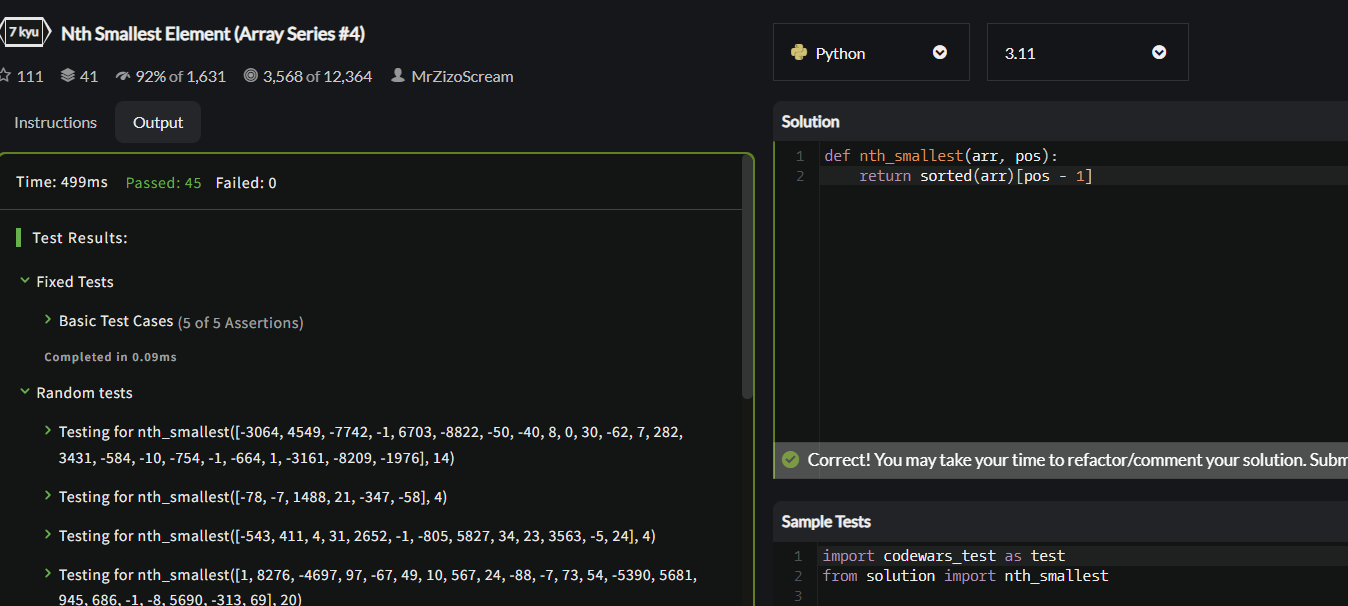 7 kyu Nth Smallest Element (Array Series #4)
111 41 92% of 1,631 3,568 of 12,364 MrZizoScream
Instructions Output
Time: 499ms Passed: 45 Failed: 0
Test Results:
Fixed Tests
Basic Test Cases (5 of 5 Assertions)
Completed in 0.09ms
Random tests
Testing for nth_smallest([-3064, 4549, -7742, -1, 6703, -8822, -50, -40, 8, 0, 30, -62, 7, 282,
3431, -584, -10, -754, -1, -664, 1, -3161, -8209, -1976], 14)
Testing for nth_smallest([-78, -7, 1488, 21, -347, -58], 4)
Testing for nth_smallest([-543, 411, 4, 31, 2652, -1, -805, 5827, 34, 23, 3563, -5, 24], 4)
Testing for nth_smallest([1, 8276, -4697, 97, -67, 49, 10, 567, 24, -88, -7, 73, 54, -5390, 5681,
945, 686, -1, -8, 5690, -313, 69], 20)
Python 3.11
Solution
1 def nth_smallest(arr, pos):
2     return sorted(arr)[pos - 1]
Correct! You may take your time to refactor/comment your solution. Subm
Sample Tests
1 import codewars_test as test
2 from solution import nth_smallest
3